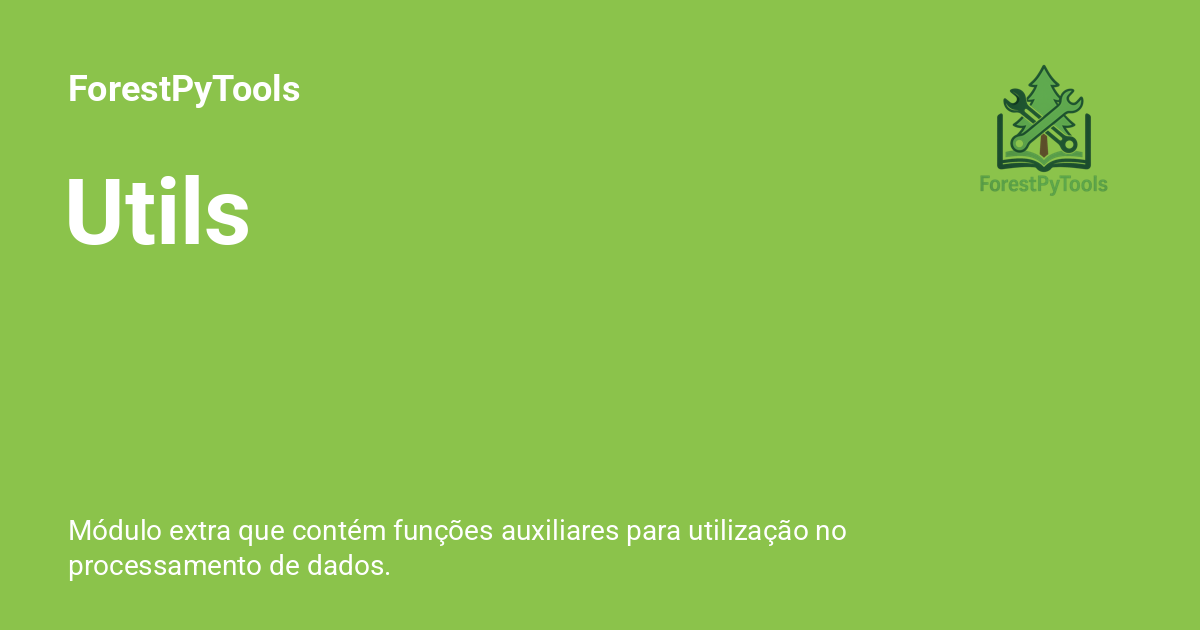 ForestPyTools
Utils
ForestPyTools
Módulo extra que contém funções auxiliares para utilização no
processamento de dados.